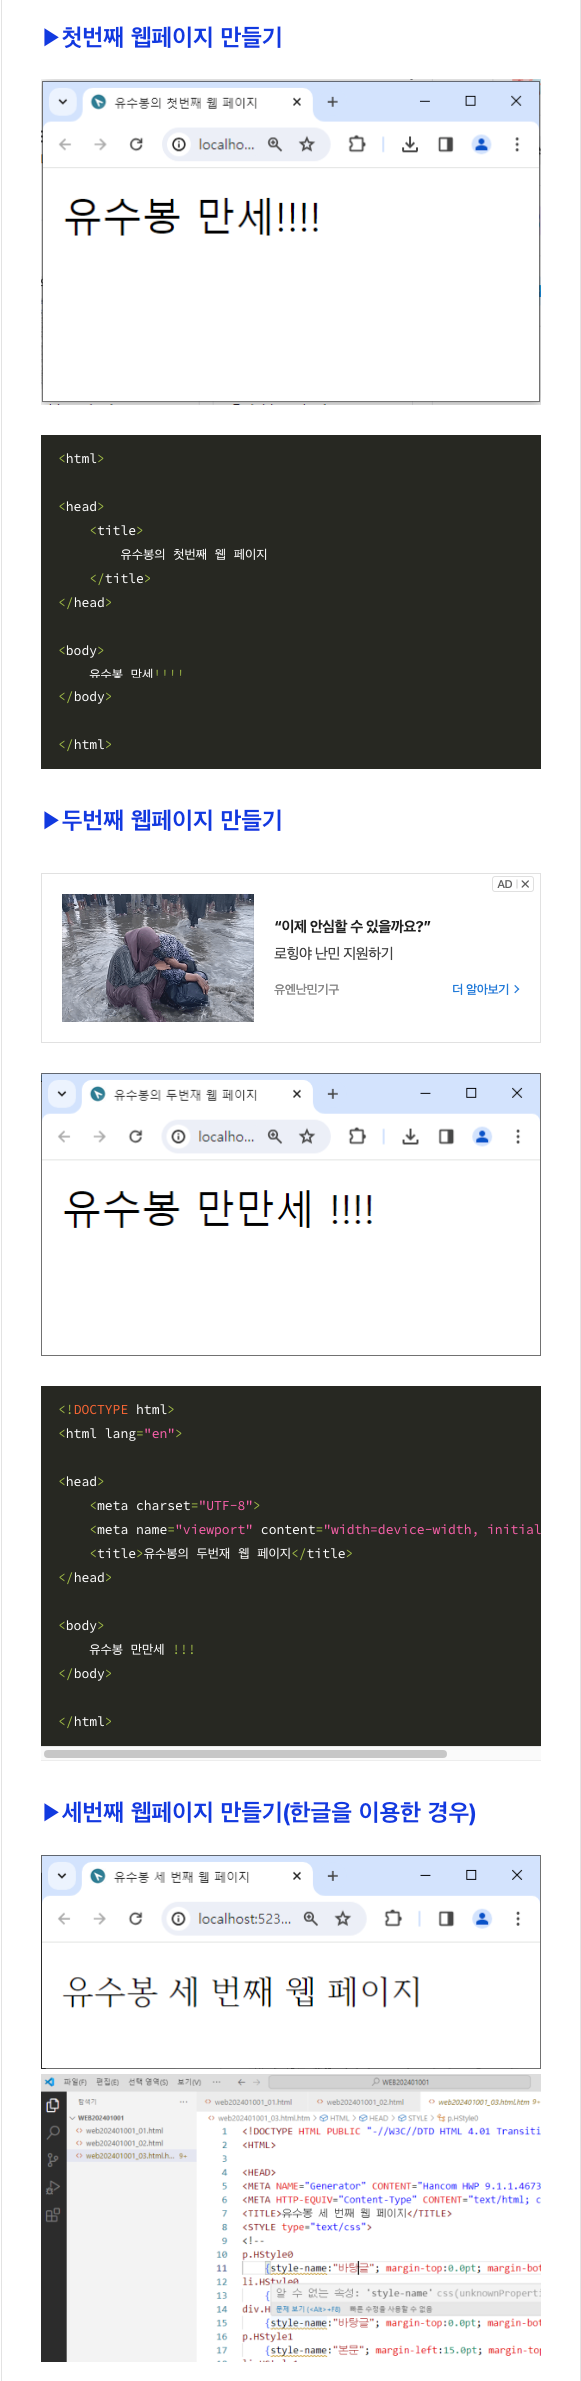 ▶첫번째 웹페이지 만들기
유수봉의 첫번째 웹 페이지
localho...
유수봉 만세!!!!
<html>
<head>
<title>
유수봉의 첫번째 웹 페이지
</title>
</head>
<body>
유수봉 만세!!!!
</body>
</html>
▶두번째 웹페이지 만들기
AD
“이제 안심할 수 있을까요?”
로힝야 난민 지원하기
유엔난민기구 더 알아보기
유수봉의 두번재 웹 페이지
localho...
유수봉 만만세 !!!!
<!DOCTYPE html>
<html lang="en">
<head>
<meta charset="UTF-8">
<meta name="viewport" content="width=device-width, initial
<title>유수봉의 두번재 웹 페이지</title>
</head>
<body>
유수봉 만만세 !!!
</body>
</html>
▶세번째 웹페이지 만들기(한글을 이용한 경우)
유수봉 세 번째 웹 페이지
localhost:523...
유수봉 세 번째 웹 페이지
파일(F) 편집(E) 선택 영역(S) 보기(V) ... WEB202401001
탐색기 ... web202401001_01.html web202401001_02.html web202401001_03.html.htm 9+
WEB202401001 web202401001_03.html.htm > HTML > HEAD > STYLE > p.HStyle0
web202401001_01.html
web202401001_02.html
web202401001_03.html.h... 9+
1 <!DOCTYPE HTML PUBLIC "-//W3C//DTD HTML 4.01 Transiti
2 <HTML>
3
4 <HEAD>
5 <META NAME="Generator" CONTENT="Hancom HWP 9.1.1.4673
6 <META HTTP-EQUIV="Content-Type" CONTENT="text/html; c
7 <TITLE>유수봉 세 번째 웹 페이지</TITLE>
8 <STYLE type="text/css">
9 <!--
10 p.HStyle0
11 {style-name:"바탕글"; margin-top:0.0pt; margin-bot
12 li.HStyle0
13 { 알 수 없는 속성: 'style-name' css(unknownProperti
14 div.H 문제 보기 (<Alt>+F8) 빠른 수정을 사용할 수 없음
15 {style-name:"바탕글"; margin-top:0.0pt; margin-bot
16 p.HStyle1
17 {style-name:"본문"; margin-left:15.0pt; margin-top